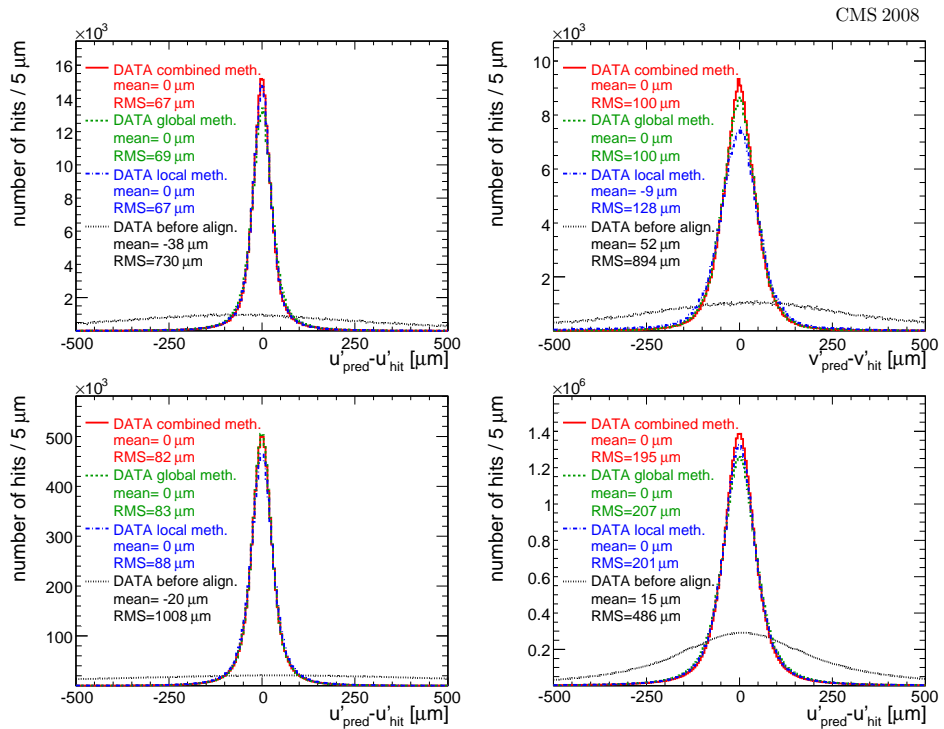 CMS 2008
×10³
number of hits / 5 μm
16
14
12
10
8
6
4
2
DATA combined meth.
mean= 0 μm
RMS=67 μm
DATA global meth.
mean= 0 μm
RMS=69 μm
DATA local meth.
mean= 0 μm
RMS=67 μm
DATA before align.
mean= -38 μm
RMS=730 μm
-500 -250 0 250 500
u'pred-u'hit [μm]
×10³
number of hits / 5 μm
10
8
6
4
2
0
DATA combined meth.
mean= 0 μm
RMS=100 μm
DATA global meth.
mean= 0 μm
RMS=100 μm
DATA local meth.
mean= -9 μm
RMS=128 μm
DATA before align.
mean= 52 μm
RMS=894 μm
-500 -250 0 250 500
v'pred-v'hit [μm]
×10³
number of hits / 5 μm
500
400
300
200
100
DATA combined meth.
mean= 0 μm
RMS=82 μm
DATA global meth.
mean= 0 μm
RMS=83 μm
DATA local meth.
mean= 0 μm
RMS=88 μm
DATA before align.
mean= -20 μm
RMS=1008 μm
-500 -250 0 250 500
u'pred-u'hit [μm]
×10⁶
number of hits / 5 μm
1.4
1.2
1
0.8
0.6
0.4
0.2
DATA combined meth.
mean= 0 μm
RMS=195 μm
DATA global meth.
mean= 0 μm
RMS=207 μm
DATA local meth.
mean= 0 μm
RMS=201 μm
DATA before align.
mean= 15 μm
RMS=486 μm
-500 -250 0 250 500
u'pred-u'hit [μm]